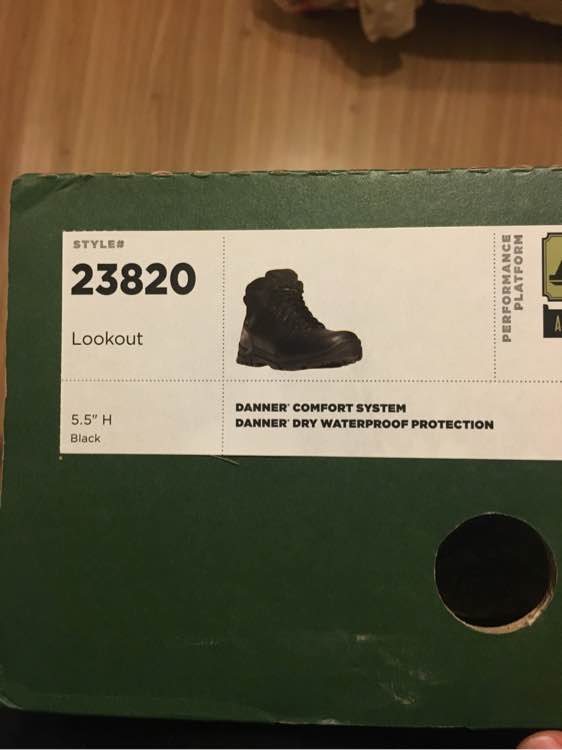 STYLE#
23820
Lookout
5.5" H
Black
DANNER® COMFORT SYSTEM
DANNER® DRY WATERPROOF PROTECTION
PERFORMANCE
PLATFORM
A